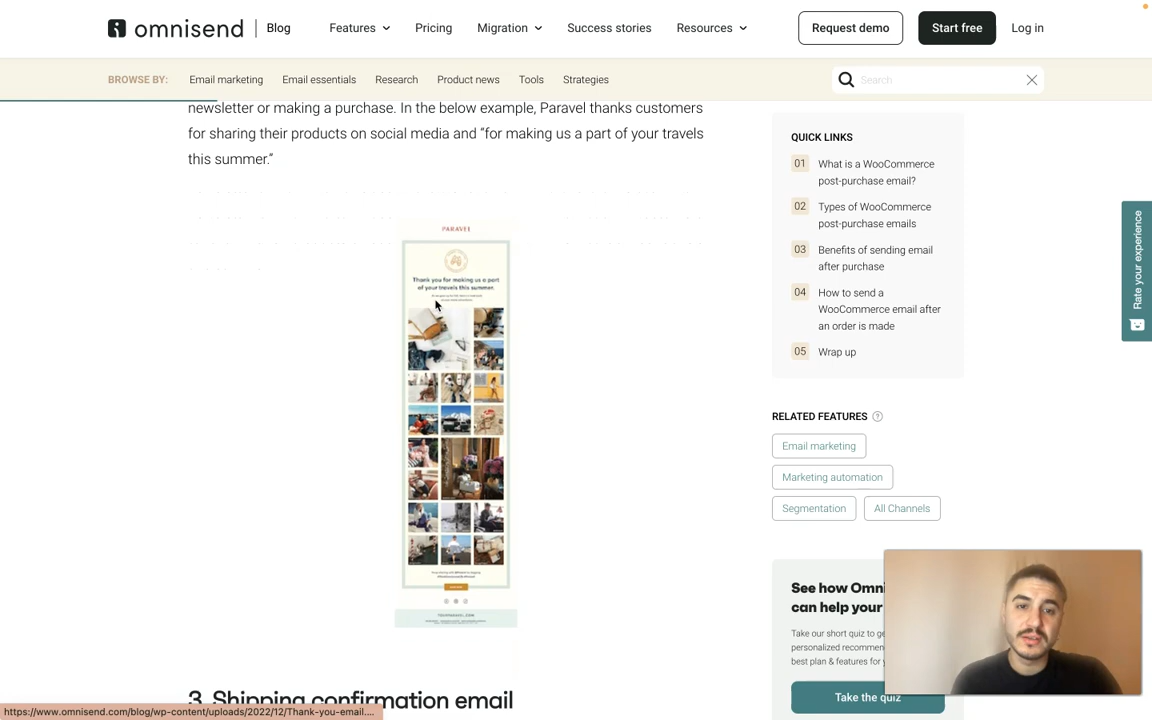 omnisend
Blog
Features
Pricing
Migration
Success stories
Resources
Request demo
Start free
Log in
BROWSE BY:
Email marketing
Email essentials
Research
Product news
Tools
Strategies
Search
newsletter or making a purchase. In the below example, Paravel thanks customers
for sharing their products on social media and “for making us a part of your travels
this summer.”
PARAVEL
Thank you for making us a part
of your travels this summer.
3. Shipping confirmation email
https://www.omnisend.com/blog/wp-content/uploads/2022/12/Thank-you-email....
QUICK LINKS
01 What is a WooCommerce
post-purchase email?
02 Types of WooCommerce
post-purchase emails
03 Benefits of sending email
after purchase
04 How to send a
WooCommerce email after
an order is made
05 Wrap up
RELATED FEATURES ?
Email marketing
Marketing automation
Segmentation
All Channels
See how Omni
can help your
Take our short quiz to ge
personalized recommen
best plan & features for y
Take the quiz
Rate your experience